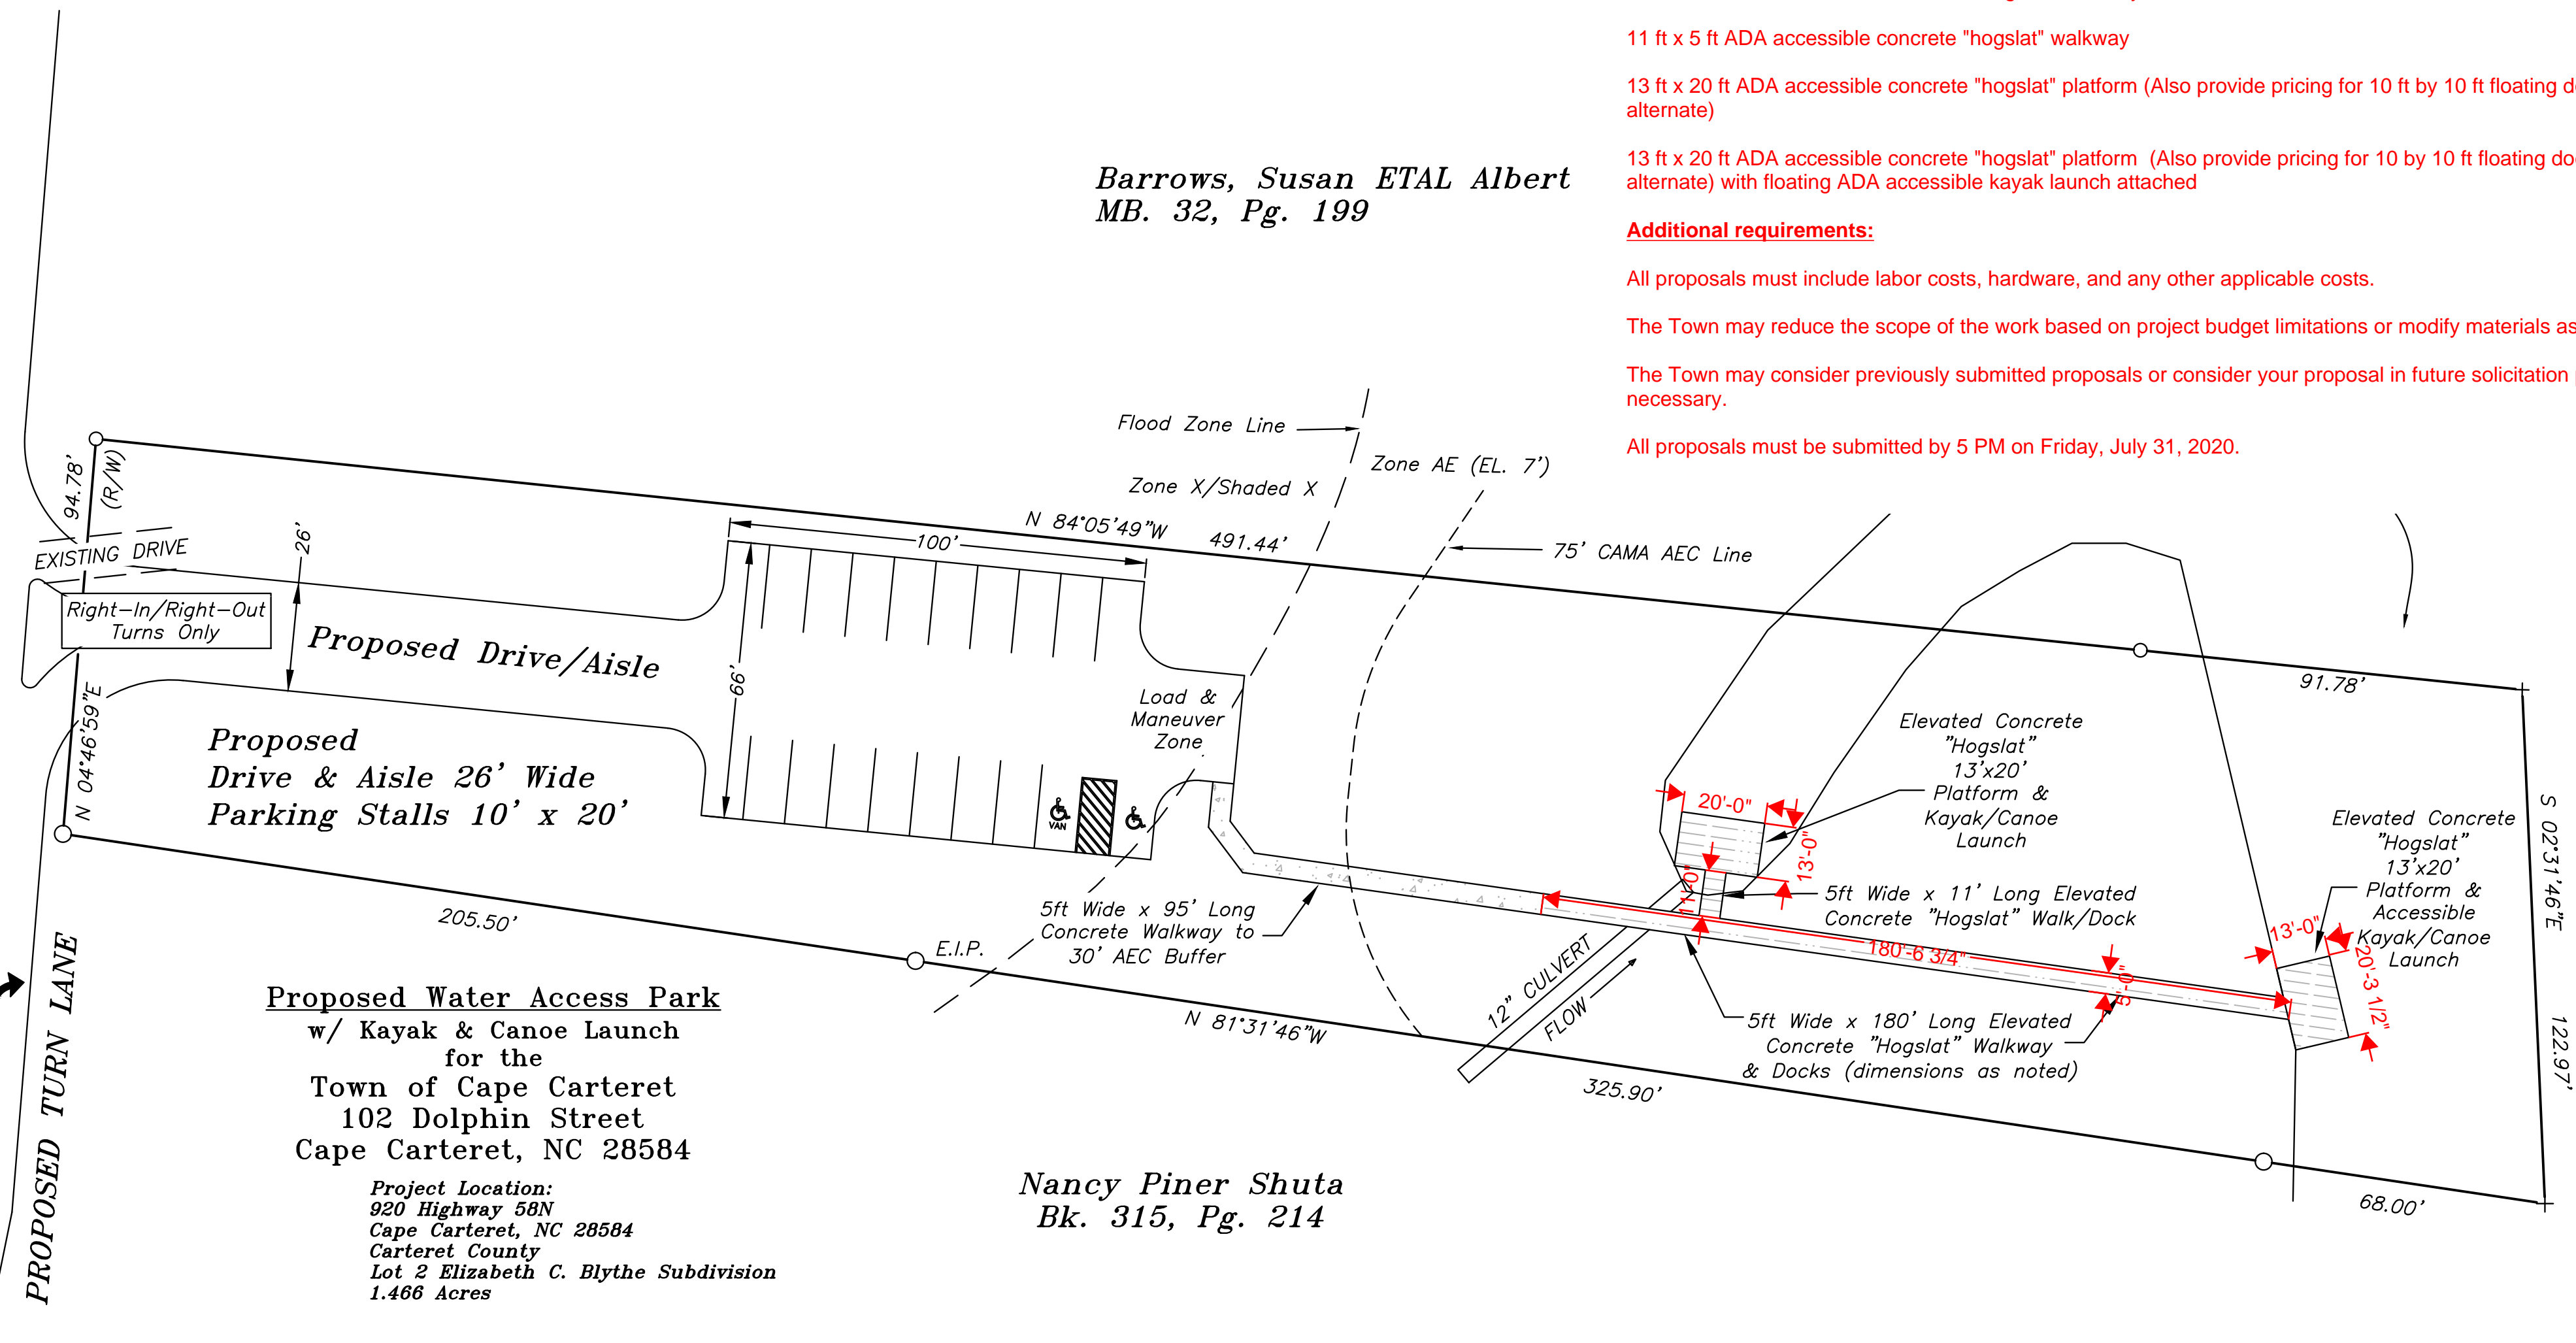 11 ft x 5 ft ADA accessible concrete "hogslat" walkway
13 ft x 20 ft ADA accessible concrete "hogslat" platform (Also provide pricing for 10 ft by 10 ft floating
alternate)
13 ft x 20 ft ADA accessible concrete "hogslat" platform (Also provide pricing for 10 by 10 ft floating
alternate) with floating ADA accessible kayak launch attached
Additional requirements:
All proposals must include labor costs, hardware, and any other applicable costs.
The Town may reduce the scope of the work based on project budget limitations or modify materials as
The Town may consider previously submitted proposals or consider your proposal in future solicitation
necessary.
All proposals must be submitted by 5 PM on Friday, July 31, 2020.
Barrows, Susan ETAL Albert
MB. 32, Pg. 199
Flood Zone Line
Zone AE (EL. 7')
Zone X/Shaded X
N 84°05'49"W
491.44'
75' CAMA AEC Line
94.78'
(R/W)
EXISTING DRIVE
26'
100'
66'
Right-In/Right-Out
Turns Only
Proposed Drive/Aisle
N 04°46'59"E
Proposed
Drive & Aisle 26' Wide
Parking Stalls 10' x 20'
VAN
Load &
Maneuver
Zone
91.78'
Elevated Concrete
"Hogslat"
13'x20'
Platform &
Kayak/Canoe
Launch
20'-0"
13'-0"
11'-0"
5ft Wide x 11' Long Elevated
Concrete "Hogslat" Walk/Dock
Elevated Concrete
"Hogslat"
13'x20'
Platform &
Accessible
Kayak/Canoe
Launch
13'-0"
20'-3 1/2"
S 02°31'46"E
122.97'
180'-6 3/4"
5'-0"
205.50'
E.I.P.
5ft Wide x 95' Long
Concrete Walkway to
30' AEC Buffer
12" CULVERT
FLOW
5ft Wide x 180' Long Elevated
Concrete "Hogslat" Walkway
& Docks (dimensions as noted)
N 81°31'46"W
325.90'
68.00'
PROPOSED TURN LANE
Proposed Water Access Park
w/ Kayak & Canoe Launch
for the
Town of Cape Carteret
102 Dolphin Street
Cape Carteret, NC 28584
Project Location:
920 Highway 58N
Cape Carteret, NC 28584
Carteret County
Lot 2 Elizabeth C. Blythe Subdivision
1.466 Acres
Nancy Piner Shuta
Bk. 315, Pg. 214